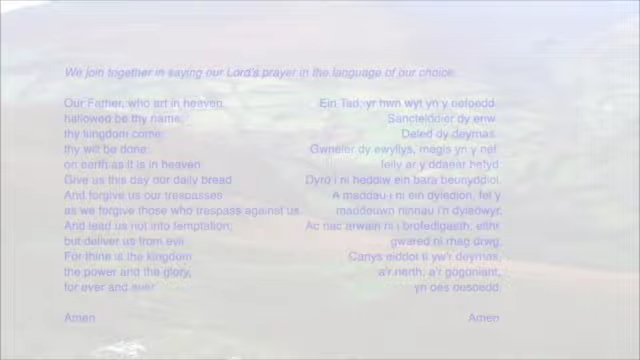 We join together in saying our Lord's prayer in the language of our choice.
Our Father, who art in heaven,
hallowed be thy name,
thy kingdom come;
thy will be done;
on earth as it is in heaven.
Give us this day our daily bread.
And forgive us our trespasses
as we forgive those who trespass against us.
And lead us not into temptation;
but deliver us from evil.
For thine is the kingdom
the power and the glory,
for ever and ever.
Amen
Ein Tad, yr hwn wyt yn y nefoedd,
Sancteiddier dy enw.
Deled dy deyrnas.
Gwneler dy ewyllys, megis yn y nef,
felly ar y ddaear hefyd.
Dyro i ni heddiw ein bara beunyddiol.
A maddau i ni ein dyledion, fel y
maddeuwn ninnau i'n dyledwyr.
Ac nac arwain ni i brofedigaeth; eithr
gwared ni rhag drwg.
Canys eiddot ti yw'r deyrnas,
a'r nerth, a'r gogoniant,
yn oes oesoedd.
Amen